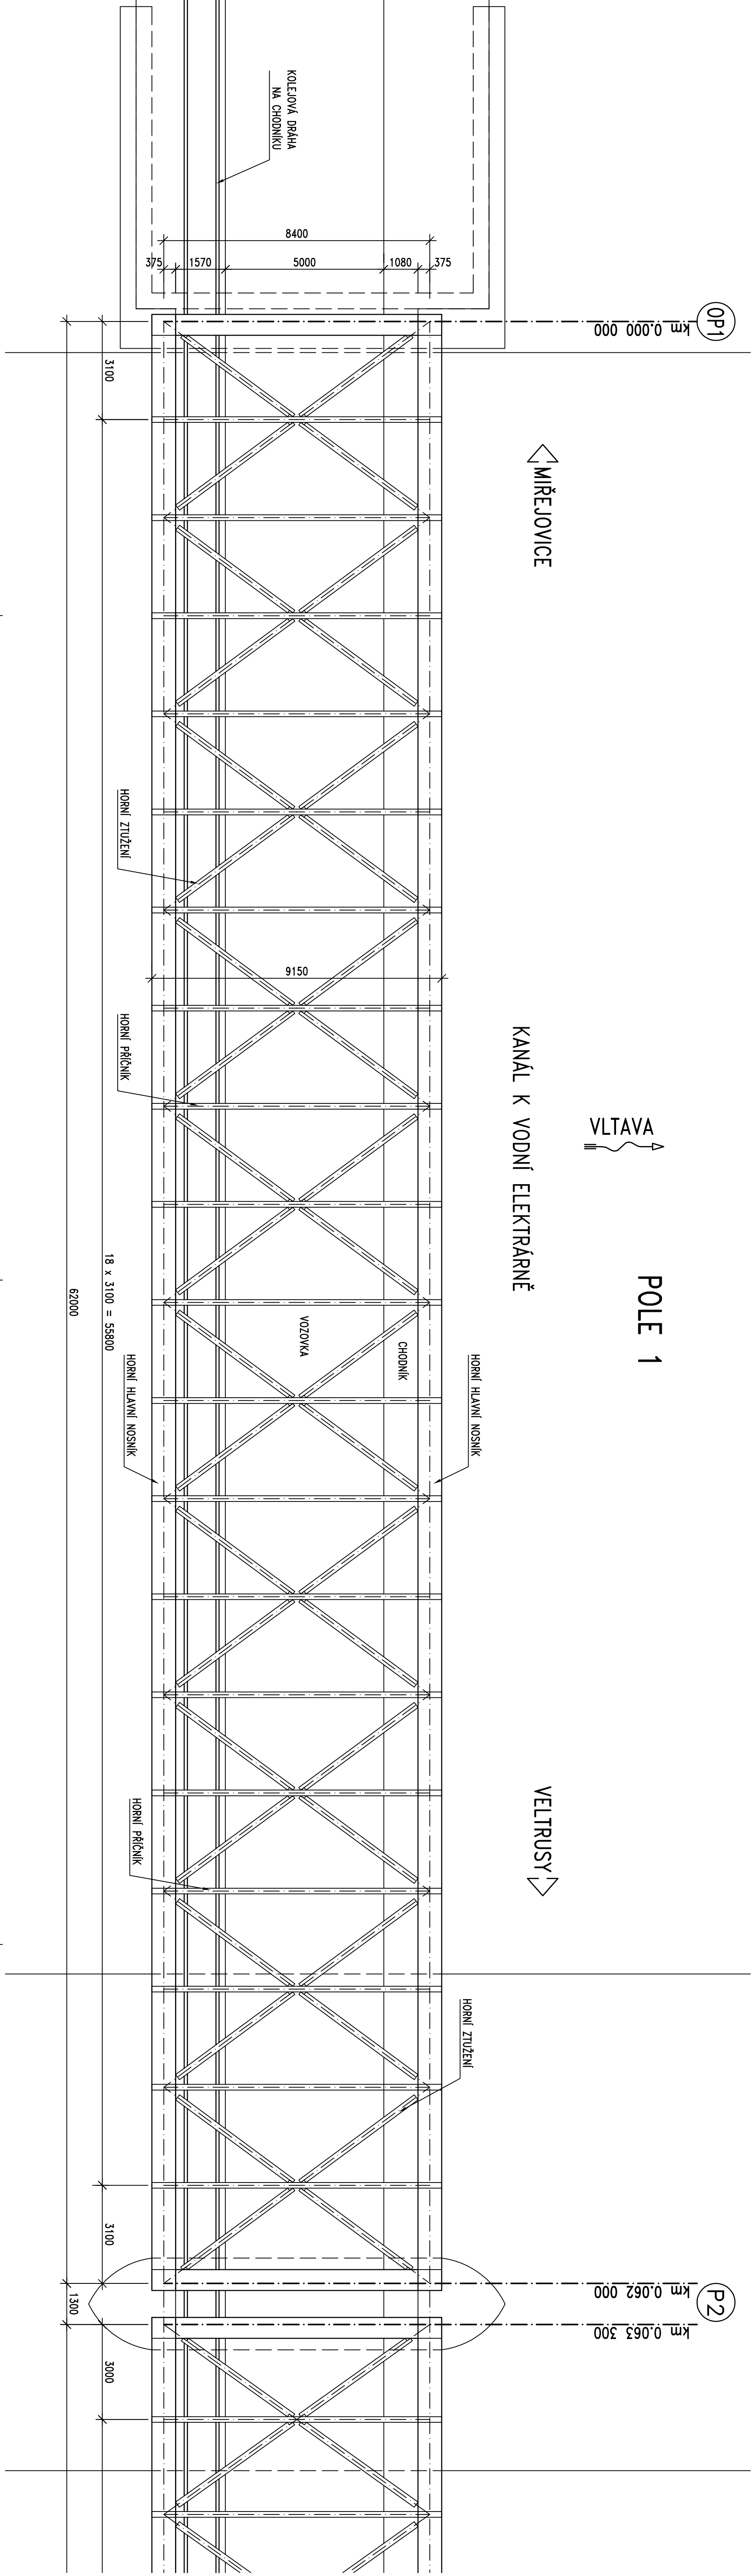 KOLEJOVÁ DRÁHA
NA CHODNÍKU
8400
375
1570
5000
1080
375
OP1
km 0.000 000
3100
MIŘEJOVICE
HORNÍ ZTUŽENÍ
9150
HORNÍ PŘÍČNÍK
KANÁL K VODNÍ ELEKTRÁRNĚ
VLTAVA
POLE 1
18 x 3100 = 55800
62000
VOZOVKA
CHODNÍK
HORNÍ HLAVNÍ NOSNÍK
HORNÍ HLAVNÍ NOSNÍK
HORNÍ PŘÍČNÍK
VELTRUSY
HORNÍ ZTUŽENÍ
3100
1300
P2
km 0.062 000
km 0.063 300
3000